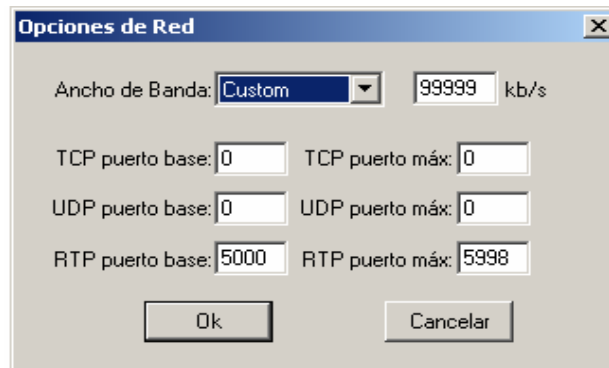 Opciones de Red
Ancho de Banda: Custom 99999 kb/s
TCP puerto base: 0 TCP puerto máx: 0
UDP puerto base: 0 UDP puerto máx: 0
RTP puerto base: 5000 RTP puerto máx: 5998
Ok Cancelar